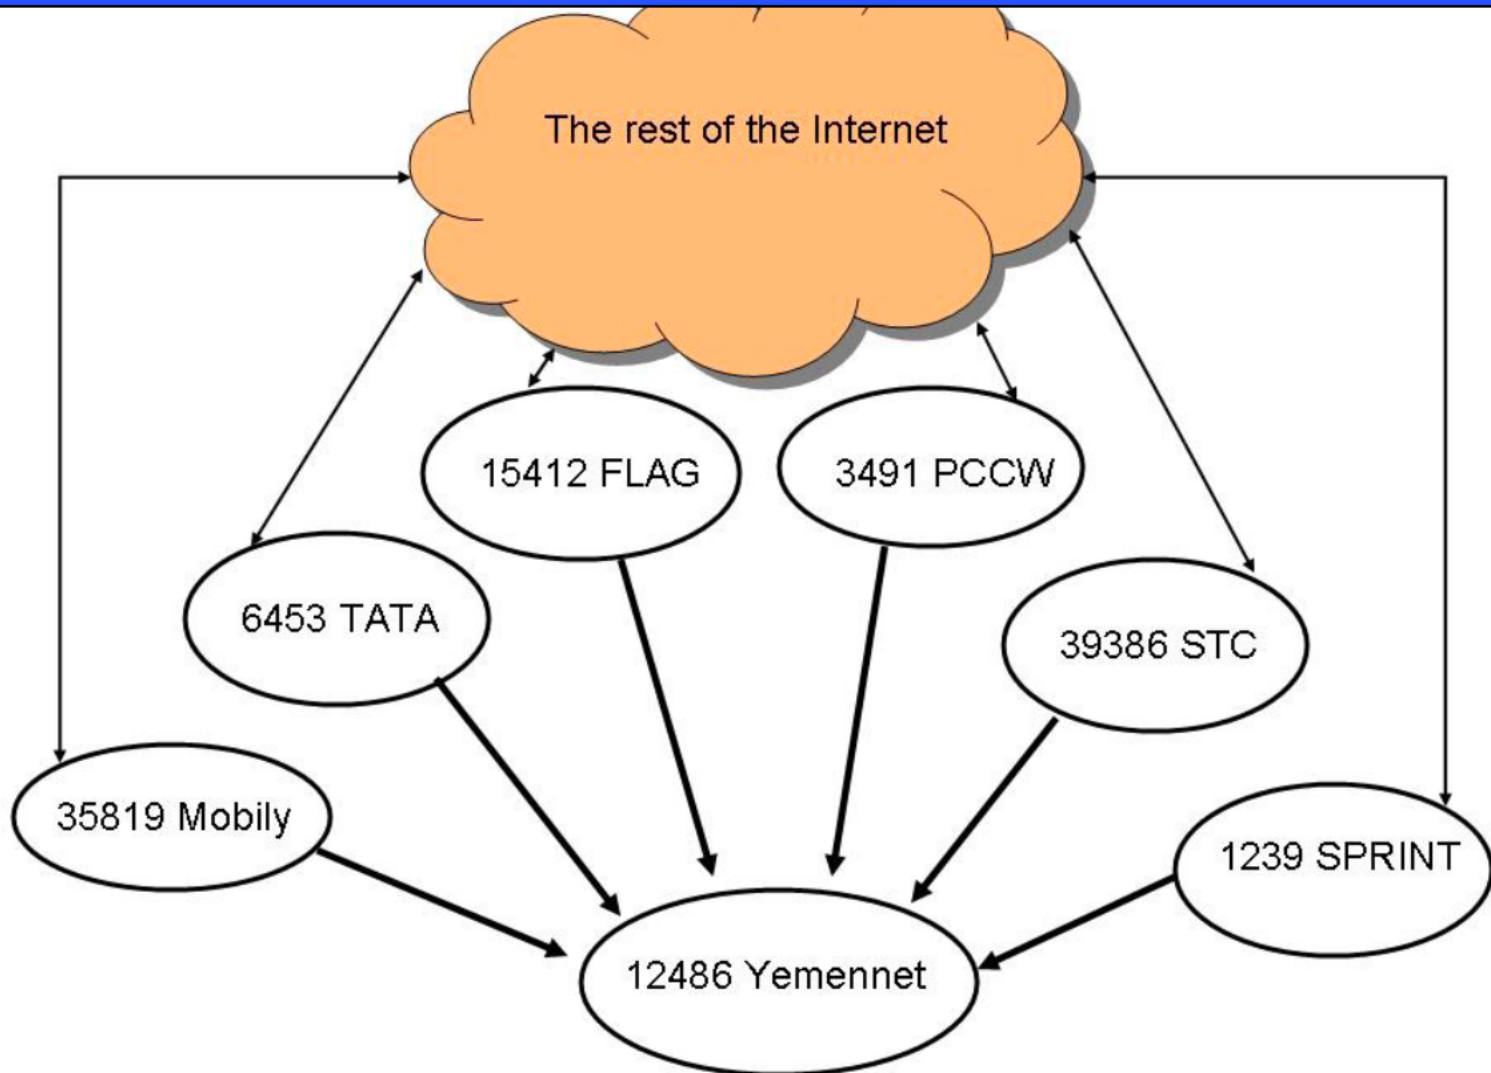 The rest of the Internet
15412 FLAG
3491 PCCW
6453 TATA
39386 STC
35819 Mobily
1239 SPRINT
12486 Yemennet